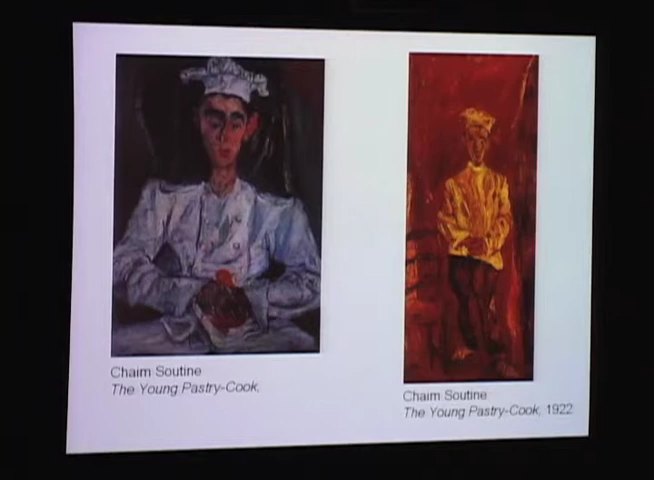 Chaim Soutine
The Young Pastry-Cook.
Chaim Soutine
The Young Pastry-Cook, 1922